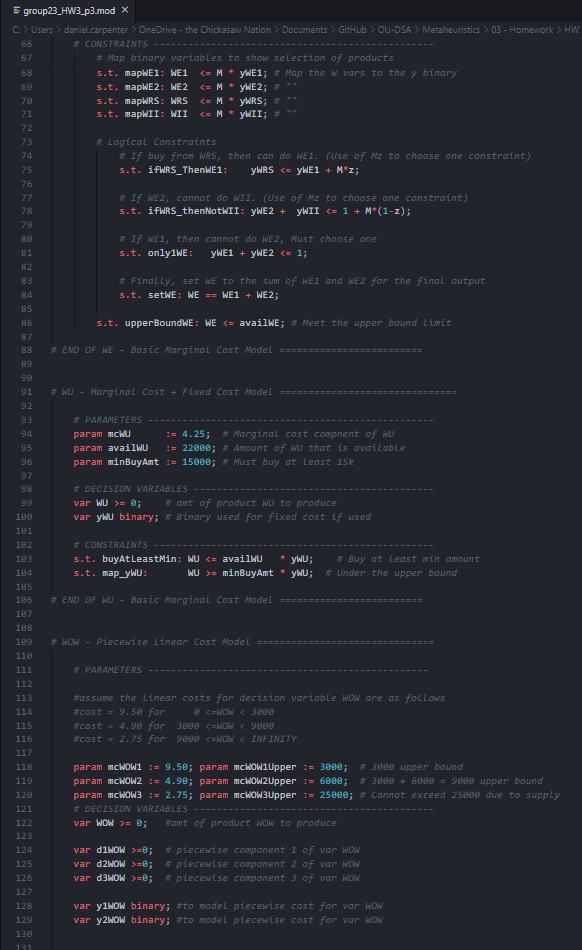 group23_HW3_p3.mod ×
C: > Users > daniel.carpenter > OneDrive - the Chickasaw Nation > Documents > GitHub > OU-DSA > Metaheuristics > 03 - Homework > HW
66 # CONSTRAINTS --------------------------------------------------
67 # Map binary variables to show selection of products
68 s.t. mapWE1: WE1 <= M * yWE1; # Map the W vars to the y binary
69 s.t. mapWE2: WE2 <= M * yWE2; # ""
70 s.t. mapWRS: WRS <= M * yWRS; # ""
71 s.t. mapWII: WII <= M * yWII; # ""
72
73 # Logical Constraints
74 # If buy from WRS, then can do WE1. (Use of Mz to choose one constraint)
75 s.t. ifWRS_ThenWE1: yWRS <= yWE1 + M*z;
76
77 # If WE2, cannot do WII. (Use of Mz to choose one constraint)
78 s.t. ifWRS_thenNotWII: yWE2 + yWII <= 1 + M*(1-z);
79
80 # If WE1, then cannot do WE2, Must choose one
81 s.t. only1WE: yWE1 + yWE2 <= 1;
82
83 # Finally, set WE to the sum of WE1 and WE2 for the final output
84 s.t. setWE: WE == WE1 + WE2;
85
86 s.t. upperBoundWE: WE <= availWE; # Meet the upper bound limit
87
88 # END OF WE - Basic Marginal Cost Model =========================
89
90
91 # WU - Marginal Cost + Fixed Cost Model ===============================
92
93 # PARAMETERS --------------------------------------------------
94 param mcWU := 4.25; # Marginal cost compnent of WU
95 param availWU := 22000; # Amount of WU that is available
96 param minBuyAmt := 15000; # Must buy at least 15k
97
98 # DECISION VARIABLES ------------------------------------------
99 var WU >= 0; # amt of product WU to produce
100 var yWU binary; # Binary used for fixed cost if used
101
102 # CONSTRAINTS -------------------------------------------------
103 s.t. buyAtLeastMin: WU <= availWU * yWU; # Buy at least min amount
104 s.t. map_yWU: WU >= minBuyAmt * yWU; # Under the upper bound
105
106 # END OF WU - Basic Marginal Cost Model =========================
107
108
109 # WOW - Piecewise Linear Cost Model ===============================
110
111 # PARAMETERS -------------------------------------------------
112
113 #assume the linear costs for decision variable WOW are as follows
114 #cost = 9.50 for 0 <=WOW < 3000
115 #cost = 4.90 for 3000 <=WOW < 9000
116 #cost = 2.75 for 9000 <=WOW < INFINITY
117
118 param mcWOW1 := 9.50; param mcWOW1Upper := 3000; # 3000 upper bound
119 param mcWOW2 := 4.90; param mcWOW2Upper := 6000; # 3000 + 6000 = 9000 upper bound
120 param mcWOW3 := 2.75; param mcWOW3Upper := 25000; # Cannot exceed 25000 due to supply
121 # DECISION VARIABLES ------------------------------------------
122 var WOW >= 0; #amt of product WOW to produce
123
124 var d1WOW >=0; # piecewise component 1 of var WOW
125 var d2WOW >=0; # piecewise component 2 of var WOW
126 var d3WOW >=0; # piecewise component 3 of var WOW
127
128 var y1WOW binary; #to model piecewise cost for var WOW
129 var y2WOW binary; #to model piecewise cost for var WOW
130
131